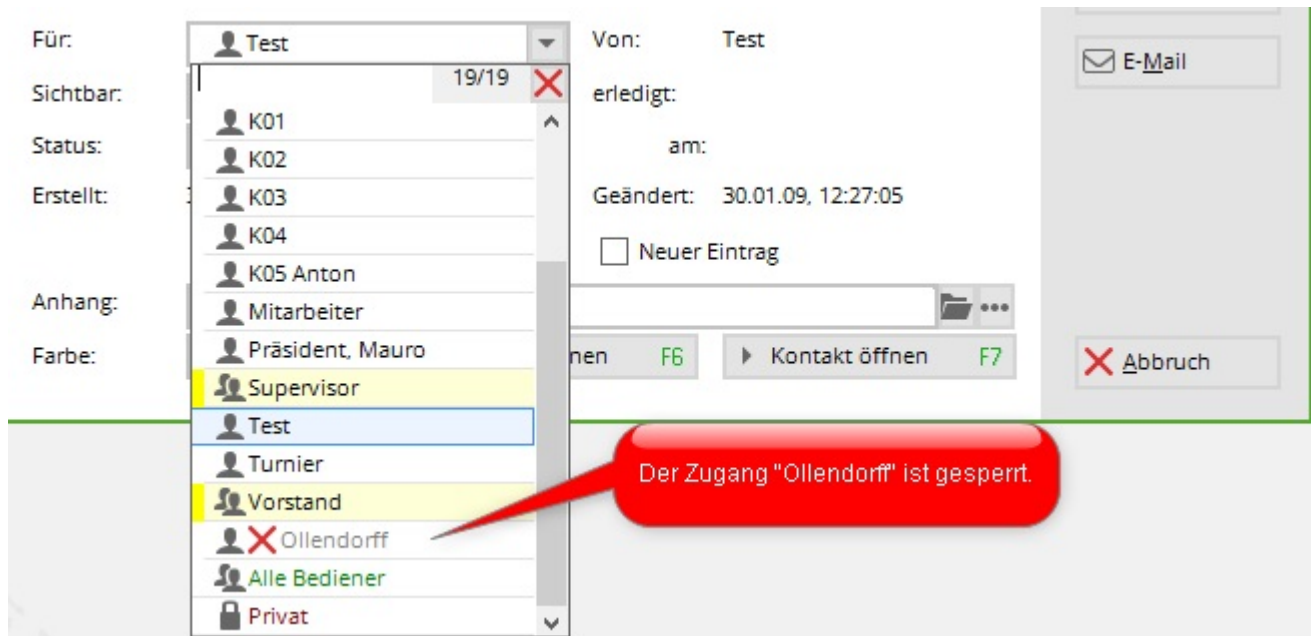 Für:
Test
Von:
Test
E-Mail
19/19
Sichtbar:
erledigt:
K01
Status:
K02
am:
Erstellt:
K03
Geändert:
30.01.09, 12:27:05
K04
Neuer Eintrag
K05 Anton
Anhang:
Mitarbeiter
Farbe:
Präsident, Mauro
nen F6
Kontakt öffnen F7
Abbruch
Supervisor
Test
Turnier
Der Zugang "Ollendorff" ist gesperrt.
Vorstand
Ollendorff
Alle Bediener
Privat